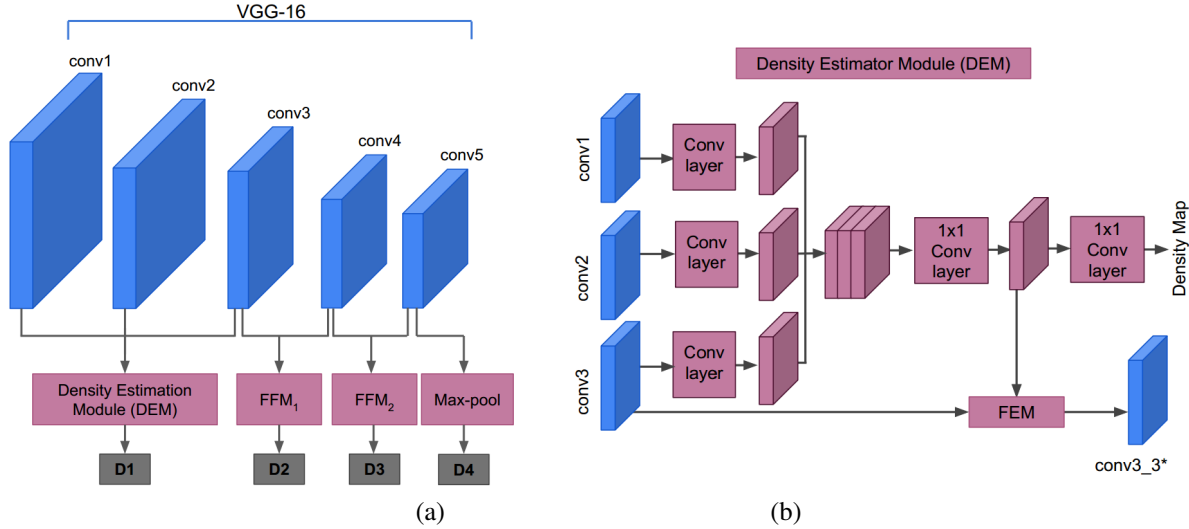 VGG-16
conv1
conv2
conv3
conv4
conv5
Density Estimation
Module (DEM)
FFM1
FFM2
Max-pool
D1
D2
D3
D4
(a)
Density Estimator Module (DEM)
conv1
Conv
layer
conv2
Conv
layer
1x1
Conv
layer
1x1
Conv
layer
Density Map
conv3
Conv
layer
FEM
conv3_3*
(b)